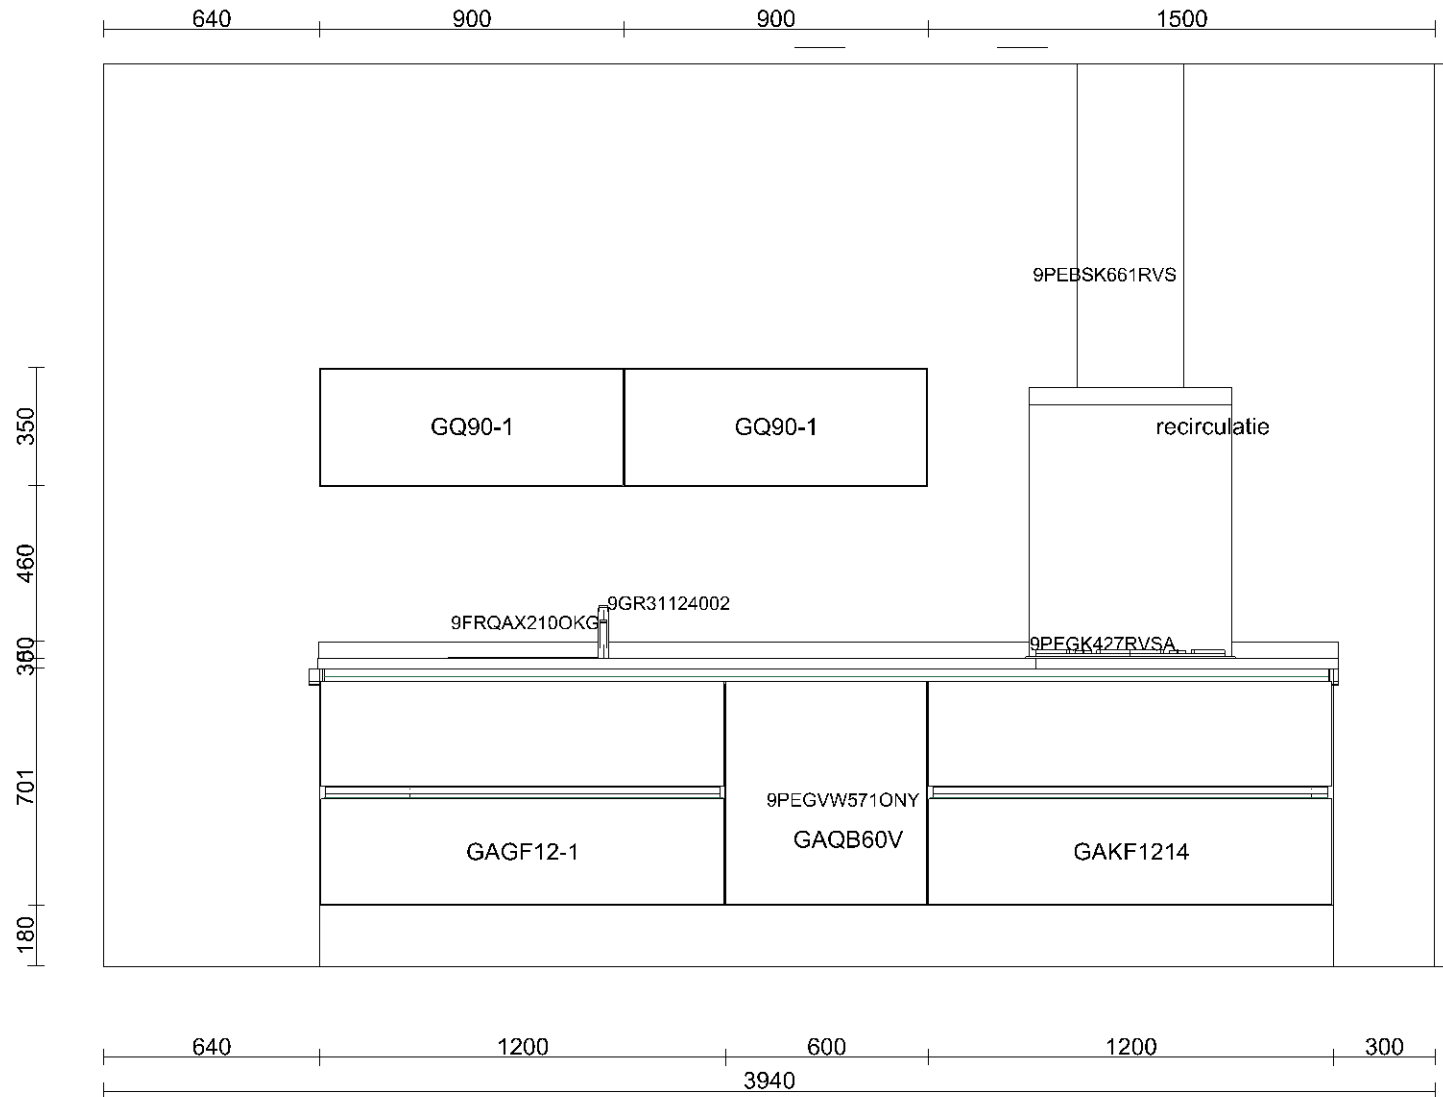 640 900 900 1500
9PEBSK661RVS
350
GQ90-1 GQ90-1 recirculatie
460
9GR31124002
9FRQAX210OKG
9PEGK427RVSA
701
9PEGVW571ONY
GAQB60V
GAGF12-1 GAKF1214
180
640 1200 600 1200 300
3940